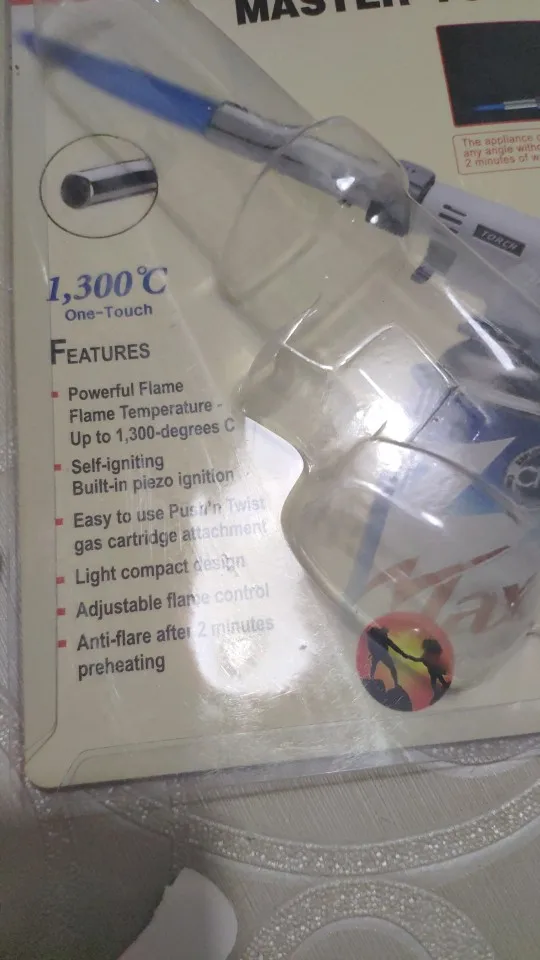 MASTER
The appliance
any angle
2 minutes of
TORCH
1,300°C
One-Touch
FEATURES
Powerful Flame
Flame Temperature -
Up to 1,300-degrees C
Self-igniting
Built-in piezo ignition
Easy to use Push'n Twist
gas cartridge attachment
Light compact design
Adjustable flame control
Anti-flare after 2 minutes
preheating
Max